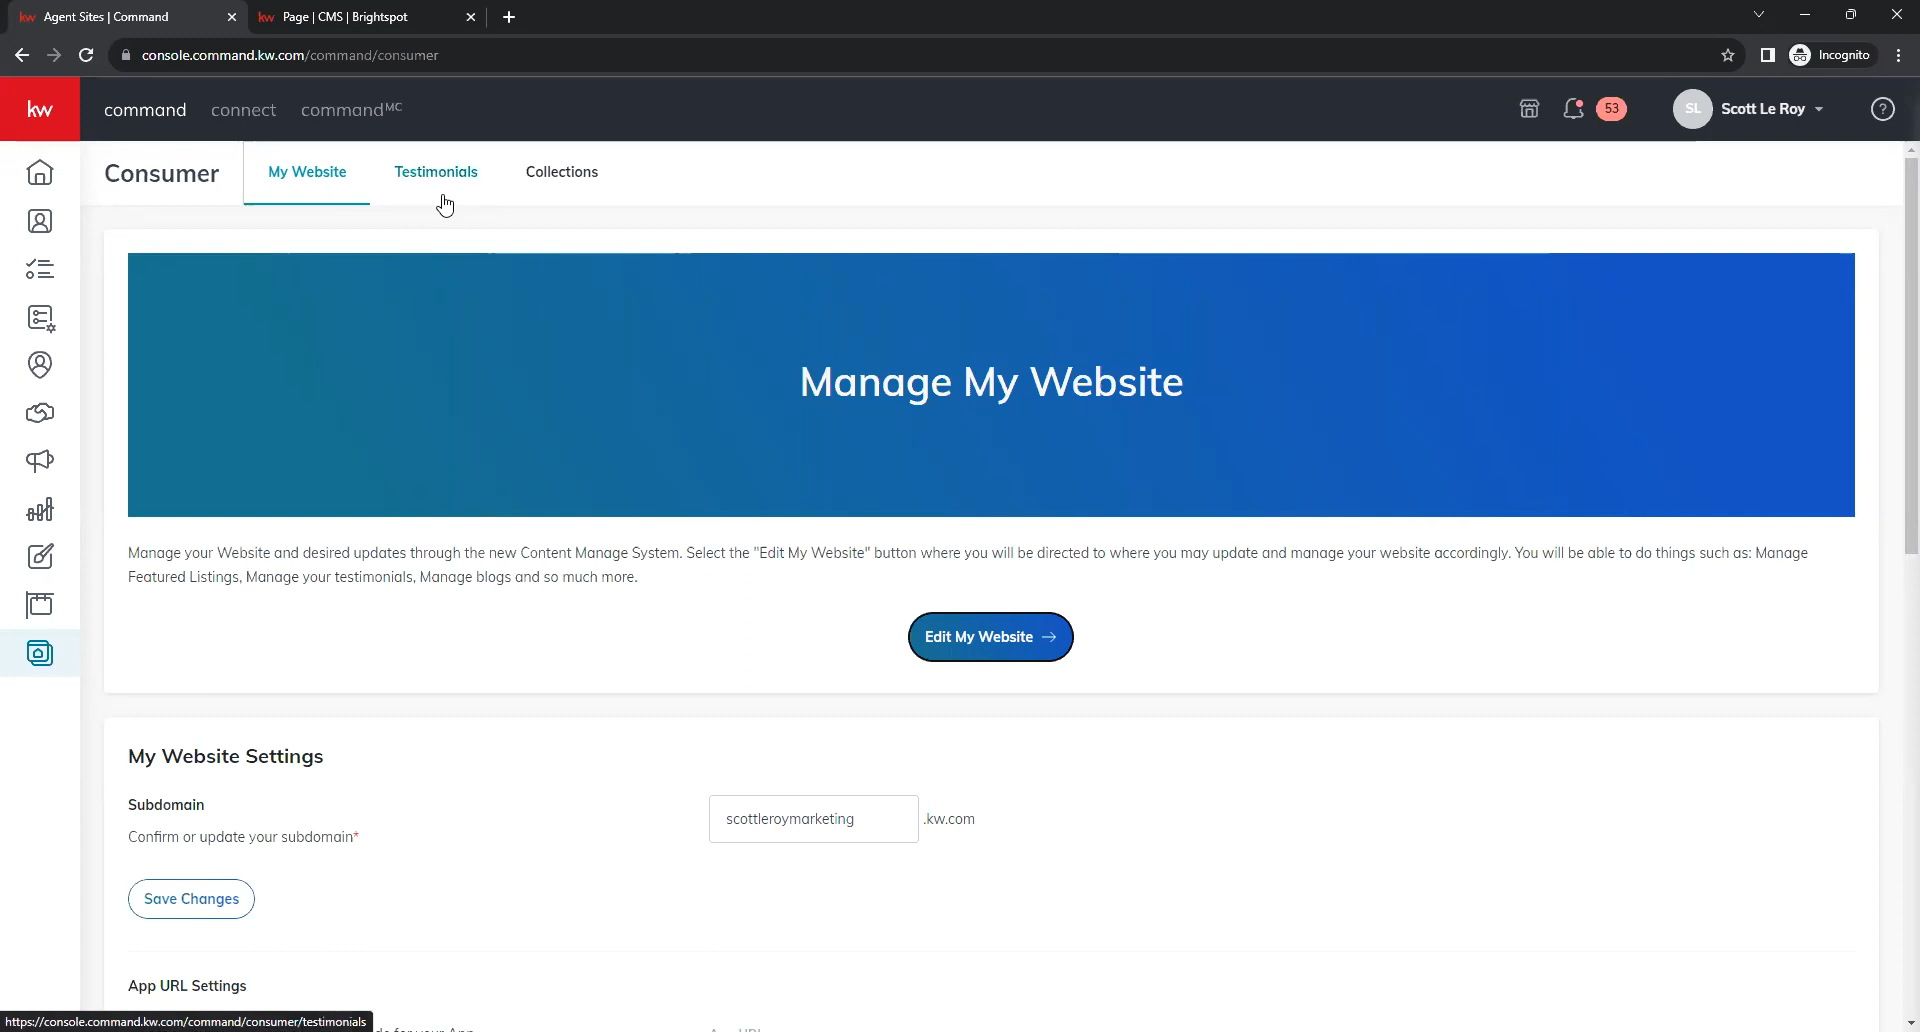 Agent Sites | Command
Page | CMS | Brightspot
console.command.kw.com/command/consumer
Incognito
kw
command
connect
commandMC
53
SL
Scott Le Roy
Consumer
My Website
Testimonials
Collections
Manage My Website
Manage your Website and desired updates through the new Content Manage System. Select the "Edit My Website" button where you will be directed to where you may update and manage your website accordingly. You will be able to do things such as: Manage
Featured Listings, Manage your testimonials, Manage blogs and so much more.
Edit My Website →
My Website Settings
Subdomain
Confirm or update your subdomain*
scottleroymarketing
.kw.com
Save Changes
App URL Settings
https://console.command.kw.com/command/consumer/testimonials